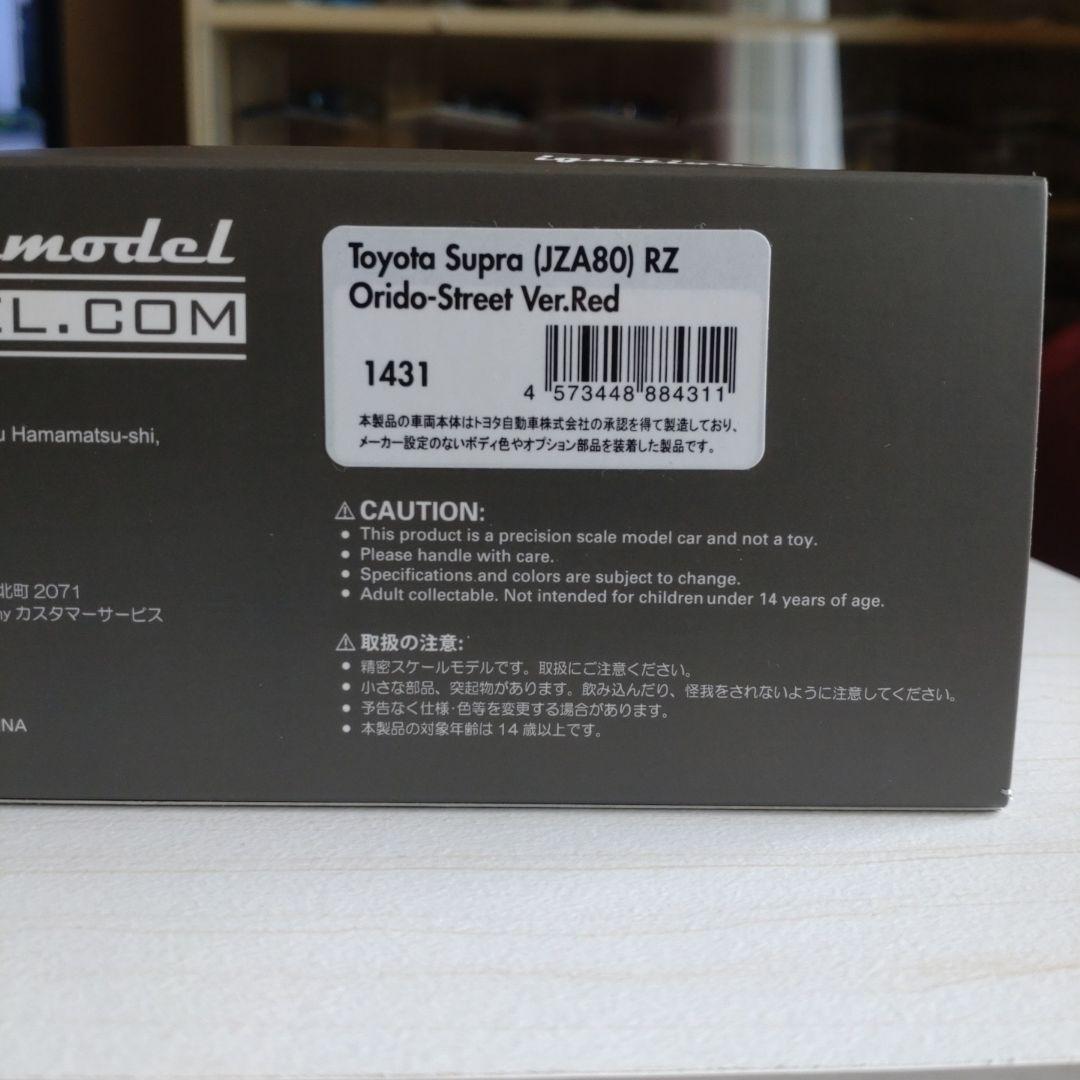 model
EL.COM
Toyota Supra (JZA80) RZ
Orido-Street Ver.Red
1431
4 573448 884311
本製品の車両本体はトヨタ自動車株式会社の承認を得て製造しており、
メーカー設定のないボディ色やオプション部品を装着した製品です。
u Hamamatsu-shi,
⚠ CAUTION:
● This product is a precision scale model car and not a toy.
● Please handle with care.
● Specifications and colors are subject to change.
● Adult collectable. Not intended for children under 14 years of age.
北町 2071
ny カスタマーサービス
⚠ 取扱の注意:
● 精密スケールモデルです。取扱にご注意ください。
● 小さな部品、突起物があります。飲み込んだり、怪我をされないように注意してください。
● 予告なく仕様・色等を変更する場合があります。
● 本製品の対象年齢は 14 歳以上です。
NA